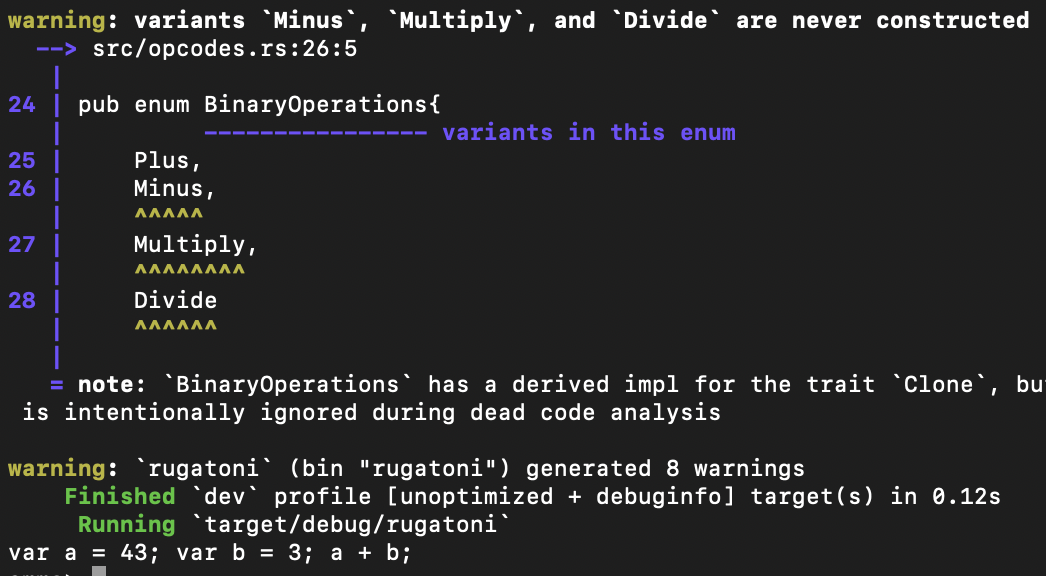 warning: variants `Minus`, `Multiply`, and `Divide` are never constructed
  --> src/opcodes.rs:26:5
   |
24 | pub enum BinaryOperations{
   |          ---------------- variants in this enum
25 |     Plus,
26 |     Minus,
   |     ^^^^^
27 |     Multiply,
   |     ^^^^^^^^
28 |     Divide
   |     ^^^^^^
   |
   = note: `BinaryOperations` has a derived impl for the trait `Clone`, bu
 is intentionally ignored during dead code analysis

warning: `rugatoni` (bin "rugatoni") generated 8 warnings
    Finished `dev` profile [unoptimized + debuginfo] target(s) in 0.12s
     Running `target/debug/rugatoni`
var a = 43; var b = 3; a + b;